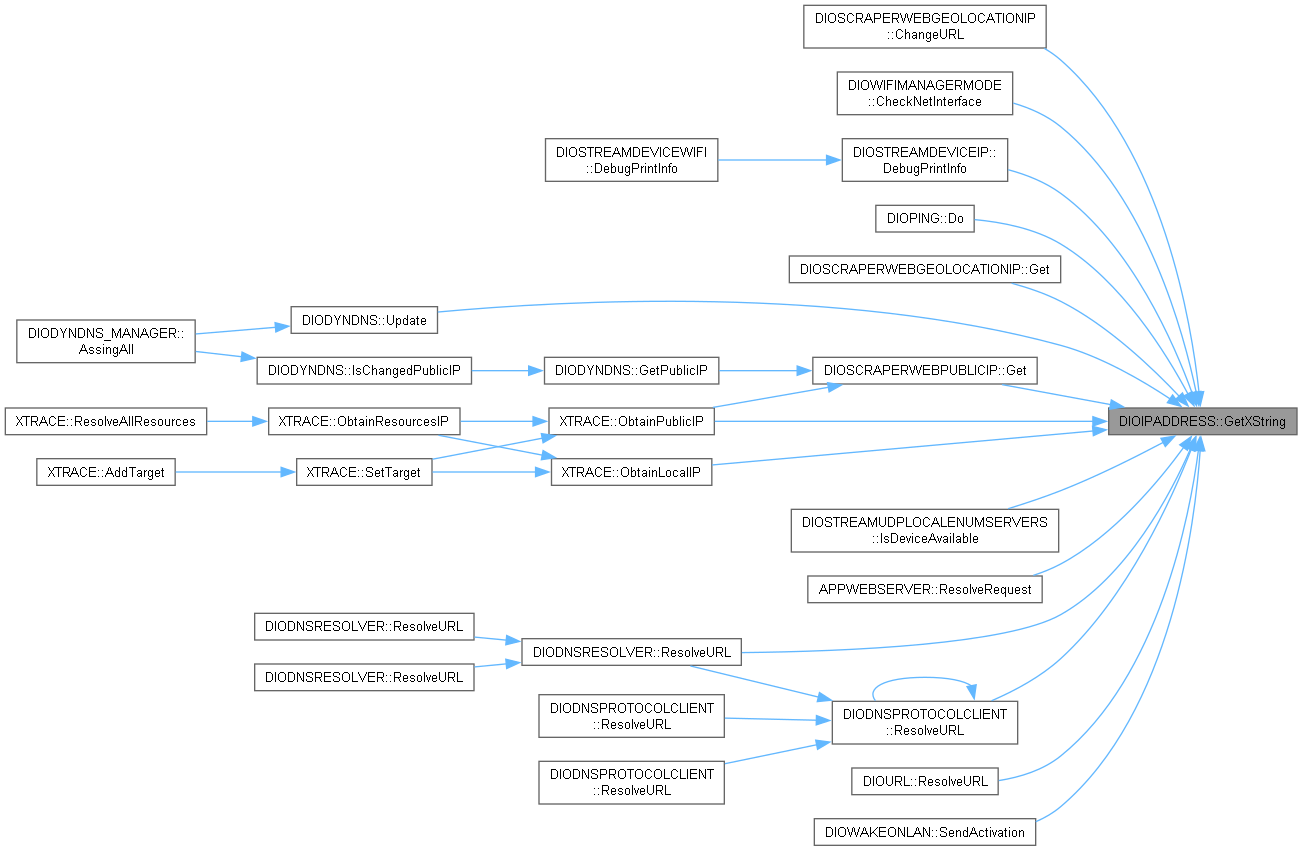 DIOSCRAPERWEBGEOLOCATIONIP
::ChangeURL
DIOWIFIMANAGERMODE
::CheckNetInterface
DIOSTREAMDEVICEWIFI
::DebugPrintInfo
DIOSTREAMDEVICEIP::
DebugPrintInfo
DIOPING::Do
DIOSCRAPERWEBGEOLOCATIONIP::Get
DIODYNDNS_MANAGER::
AssingAll
DIODYNDNS::Update
DIODYNDNS::IsChangedPublicIP
DIODYNDNS::GetPublicIP
DIOSCRAPERWEBPUBLICIP::Get
XTRACE::ResolveAllResources
XTRACE::ObtainResourcesIP
XTRACE::ObtainPublicIP
DIOIPADDRESS::GetXString
XTRACE::AddTarget
XTRACE::SetTarget
XTRACE::ObtainLocalIP
DIOSTREAMUDPLOCALENUMSERVERS
::IsDeviceAvailable
APPWEBSERVER::ResolveRequest
DIODNSRESOLVER::ResolveURL
DIODNSRESOLVER::ResolveURL
DIODNSRESOLVER::ResolveURL
DIODNSPROTOCOLCLIENT
::ResolveURL
DIODNSPROTOCOLCLIENT
::ResolveURL
DIODNSPROTOCOLCLIENT
::ResolveURL
DIOURL::ResolveURL
DIOWAKEONLAN::SendActivation